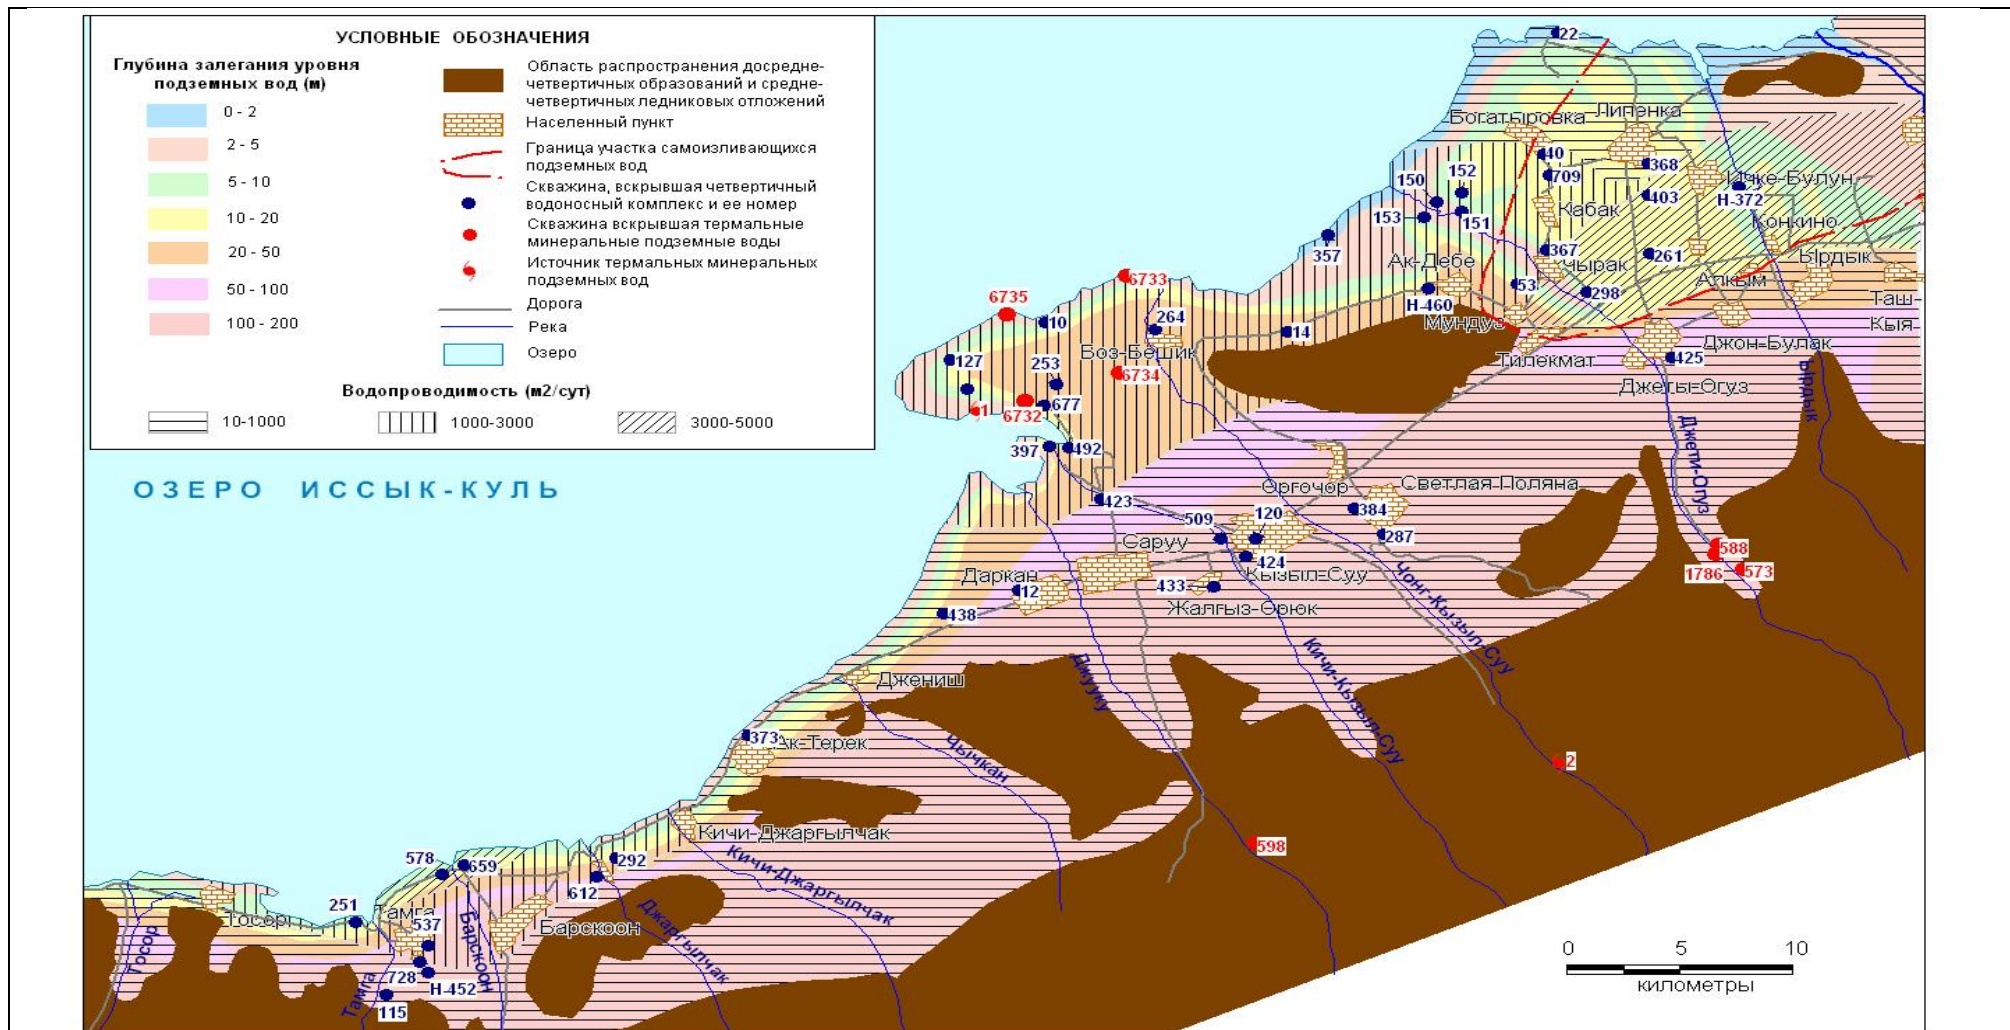 УСЛОВНЫЕ ОБОЗНАЧЕНИЯ
Глубина залегания уровня
подземных вод (м)
0 - 2
2 - 5
5 - 10
10 - 20
20 - 50
50 - 100
100 - 200
Область распространения досредне-
четвертичных образований и средне-
четвертичных ледниковых отложений
Населенный пункт
Граница участка самоизливающихся
подземных вод
Скважина, вскрывшая четвертичный
водоносный комплекс и ее номер
Скважина вскрывшая термальные
минеральные подземные воды
Источник термальных минеральных
подземных вод
Дорога
Река
Озеро
Водопроводимость (м2/сут)
10-1000
1000-3000
3000-5000
ОЗЕРО ИССЫК-КУЛЬ
22
Липенка
Богатыровка
40
368
152
709
Ичке-Булун
150
403
Н-372
153
151
Кабак
Конкино
357
367
261
Ырдык
Ак-Дебе
Чырак
Алкым
6733
53
298
Таш-
Кыя
6735
Н-460
10
264
14
Мундуз
Джон-Булак
127
253
Боз-Бешик
Тилекмат
425
6734
Джеты-Огуз
Ырдык
1
6732
677
Джети-Огуз
397
492
Оргочор
Светлая Поляна
423
509
120
384
287
Саруу
588
424
1786
573
Даркан
Кызыл-Суу
12
433
Жалгыз-Орюк
438
Чонг-Кызыл-Суу
Кичи-Кызыл-Суу
Джууку
Джениш
373
Ак-Терек
Чычкан
2
Кичи-Джаргылчак
598
578
659
292
Кичи-Джаргылчак
612
251
Тамга
Тосор
537
Барскоон
Барскоон
Джаргылчак
Тосор
728
Н-452
Тамга
115
0
5
10
километры